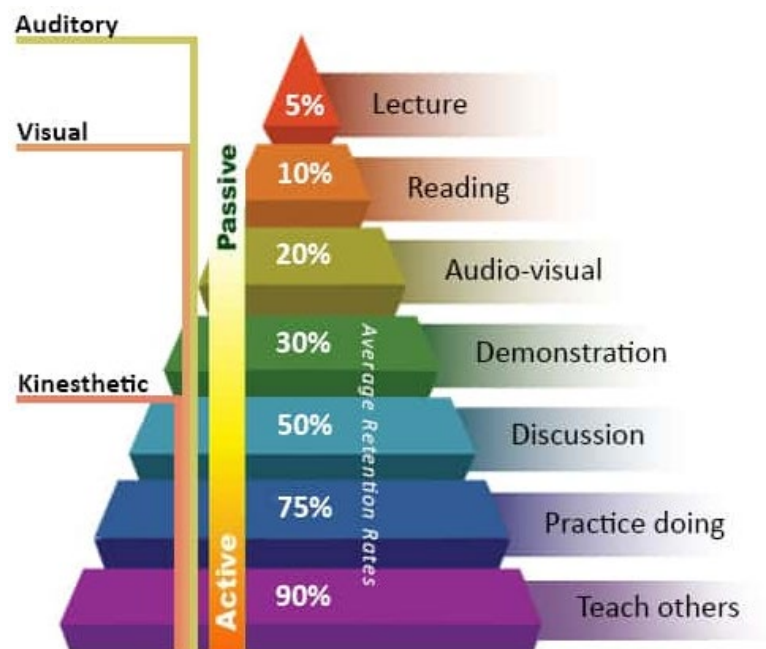 Auditory
Visual
Kinesthetic
Passive
Active
5% Lecture
10% Reading
20% Audio-visual
30% Demonstration
50% Discussion
75% Practice doing
90% Teach others
Average Retention Rates